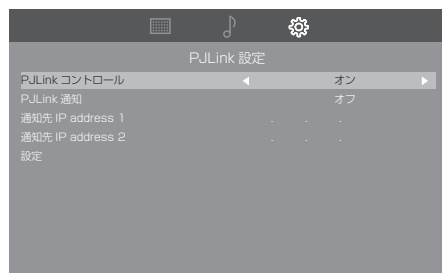 PJLink 設定
PJLink コントロール オン
PJLink 通知 オフ
通知先 IP address 1 . . .
通知先 IP address 2 . . .
設定